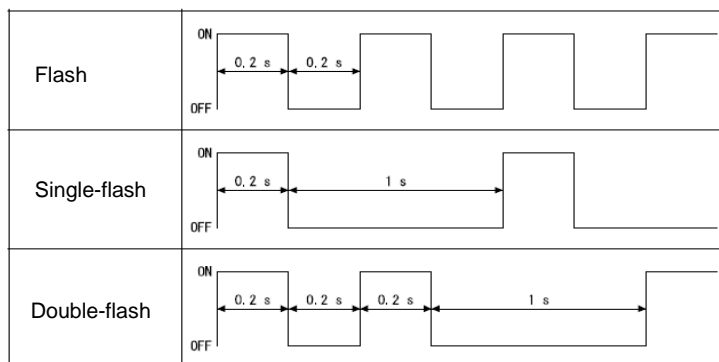 ON
0.2 s 0.2 s
Flash
OFF
ON
0.2 s 1 s
Single-flash
OFF
ON
0.2 s 0.2 s 0.2 s 1 s
Double-flash
OFF